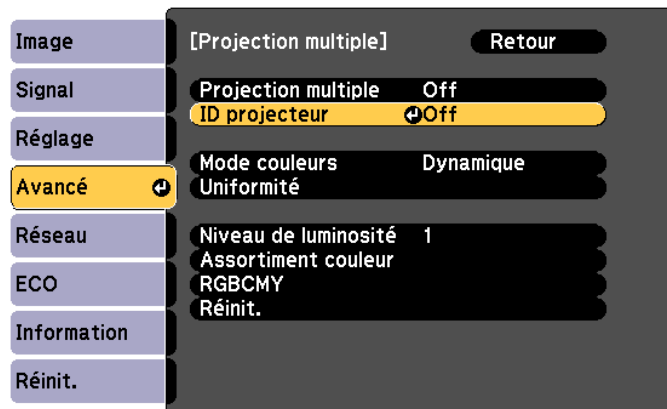 Image
Signal
Réglage
Avancé
Réseau
ECO
Information
Réinit.
[Projection multiple] Retour
Projection multiple Off
ID projecteur Off
Mode couleurs Dynamique
Uniformité
Niveau de luminosité 1
Assortiment couleur
RGBCMY
Réinit.